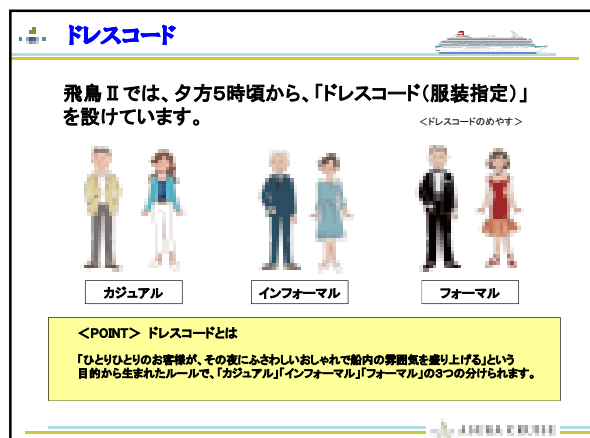 ドレスコード
飛鳥Ⅱでは、夕方5時頃から、「ドレスコード(服装指定)」
を設けています。
<ドレスコードのめやす>
カジュアル
インフォーマル
フォーマル
<POINT> ドレスコードとは
「ひとりひとりのお客様が、その夜にふさわしいおしゃれで船内の雰囲気を盛り上げる」という
目的から生まれたルールで、「カジュアル」「インフォーマル」「フォーマル」の3つの分けられます。
ASUKA CRUISE